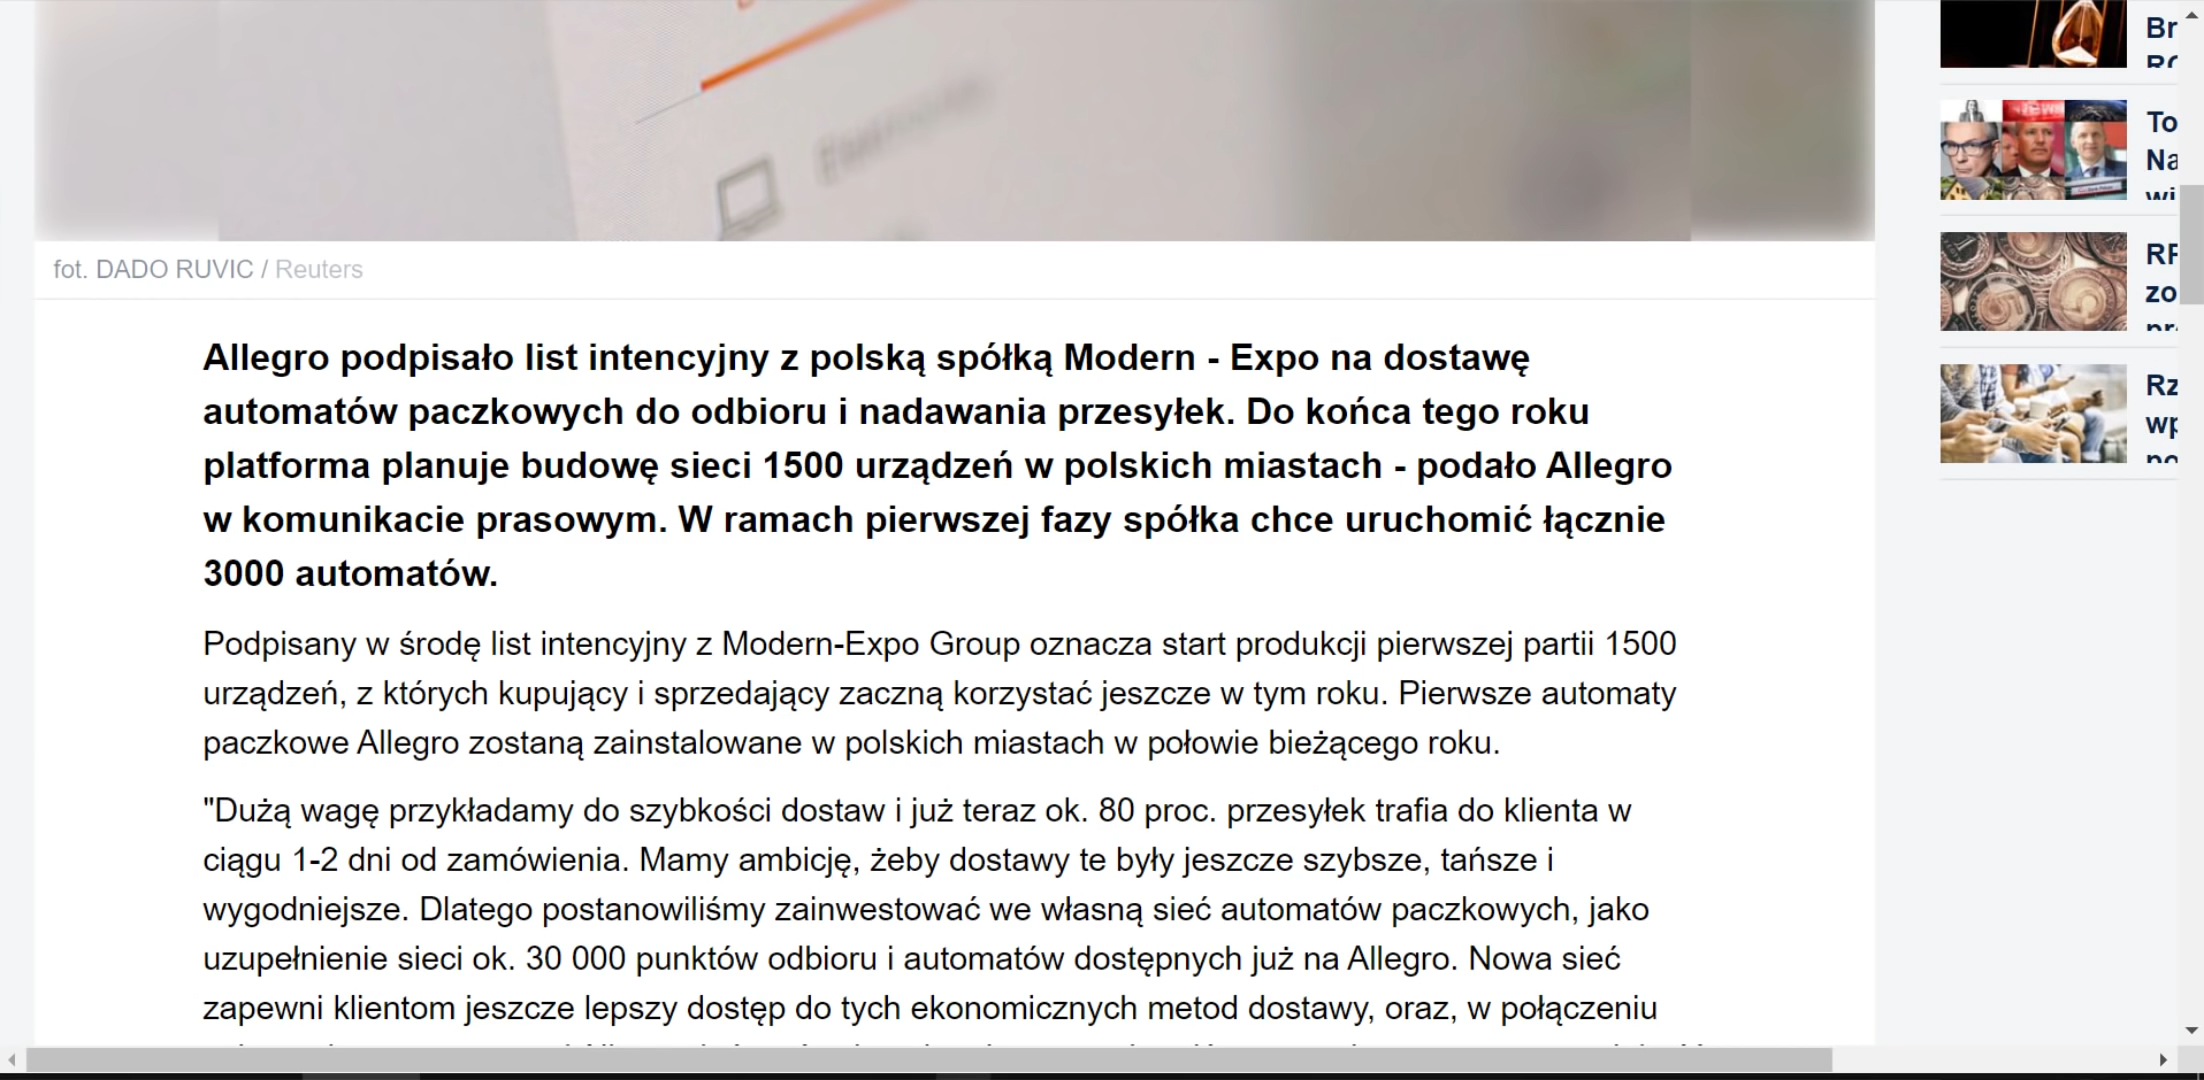 fot. DADO RUVIC / Reuters
Allegro podpisało list intencyjny z polską spółką Modern - Expo na dostawę
automatów paczkowych do odbioru i nadawania przesyłek. Do końca tego roku
platforma planuje budowę sieci 1500 urządzeń w polskich miastach - podało Allegro
w komunikacie prasowym. W ramach pierwszej fazy spółka chce uruchomić łącznie
3000 automatów.
Podpisany w środę list intencyjny z Modern-Expo Group oznacza start produkcji pierwszej partii 1500
urządzeń, z których kupujący i sprzedający zaczną korzystać jeszcze w tym roku. Pierwsze automaty
paczkowe Allegro zostaną zainstalowane w polskich miastach w połowie bieżącego roku.
"Dużą wagę przykładamy do szybkości dostaw i już teraz ok. 80 proc. przesyłek trafia do klienta w
ciągu 1-2 dni od zamówienia. Mamy ambicję, żeby dostawy te były jeszcze szybsze, tańsze i
wygodniejsze. Dlatego postanowiliśmy zainwestować we własną sieć automatów paczkowych, jako
uzupełnienie sieci ok. 30 000 punktów odbioru i automatów dostępnych już na Allegro. Nowa sieć
zapewni klientom jeszcze lepszy dostęp do tych ekonomicznych metod dostawy, oraz, w połączeniu
Br
To
Na
zo
Rz